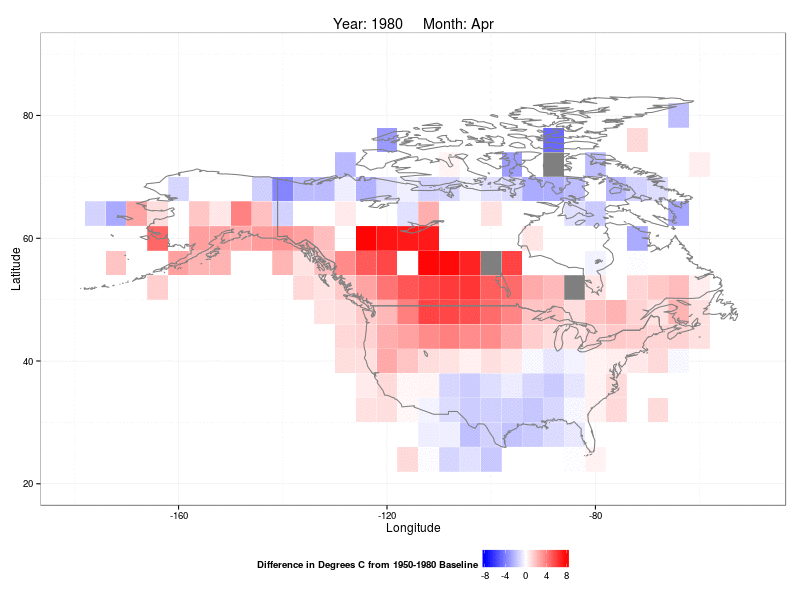 Year: 1980 Month: Apr
80
60
40
20
Latitude
-160 -120 -80
Longitude
Difference in Degrees C from 1950-1980 Baseline
-8 -4 0 4 8